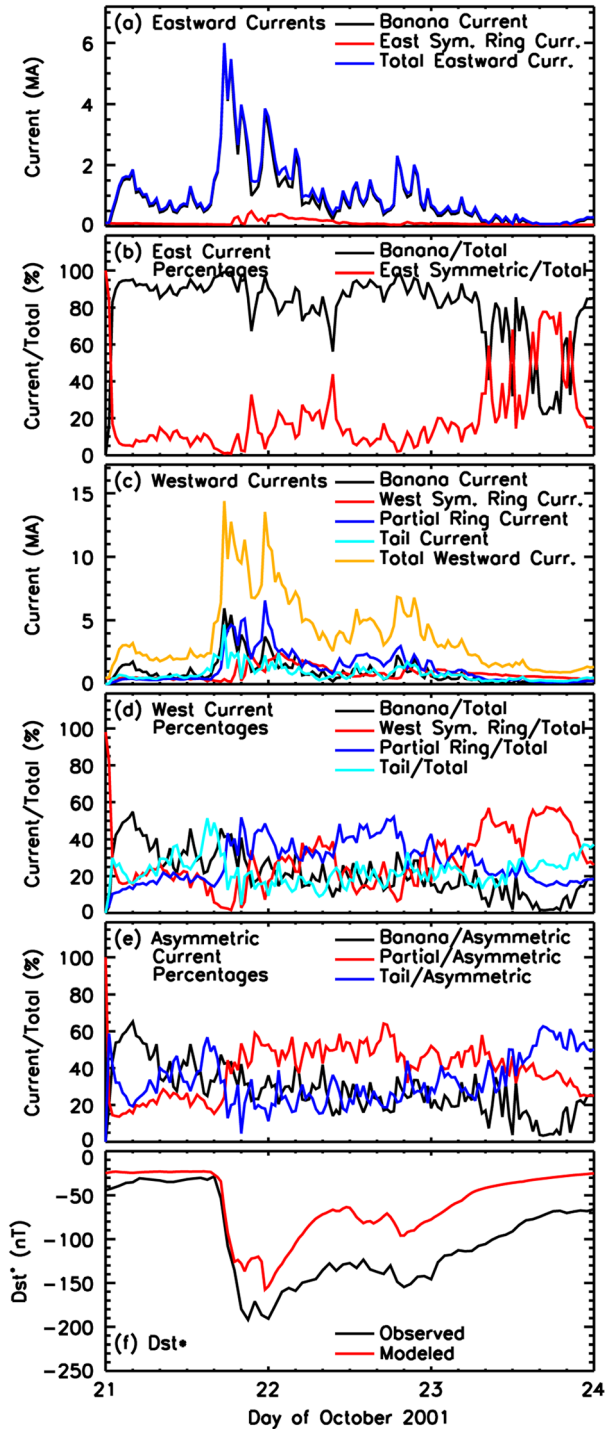 (a) Eastward Currents
Banana Current
East Sym. Ring Curr.
Total Eastward Curr.
6
4
2
0
Current (MA)
(b) East Current
Percentages
Banana/Total
East Symmetric/Total
100
80
60
40
20
0
Current/Total (%)
(c) Westward Currents
Banana Current
West Sym. Ring Curr.
Partial Ring Current
Tail Current
Total Westward Curr.
15
10
5
0
Current (MA)
(d) West Current
Percentages
Banana/Total
West Sym. Ring/Total
Partial Ring/Total
Tail/Total
100
80
60
40
20
0
Current/Total (%)
(e) Asymmetric
Current
Percentages
Banana/Asymmetric
Partial/Asymmetric
Tail/Asymmetric
100
80
60
40
20
0
Current/Total (%)
0
-50
-100
-150
-200
-250
Dst* (nT)
(f) Dst*
Observed
Modeled
21 22 23 24
Day of October 2001